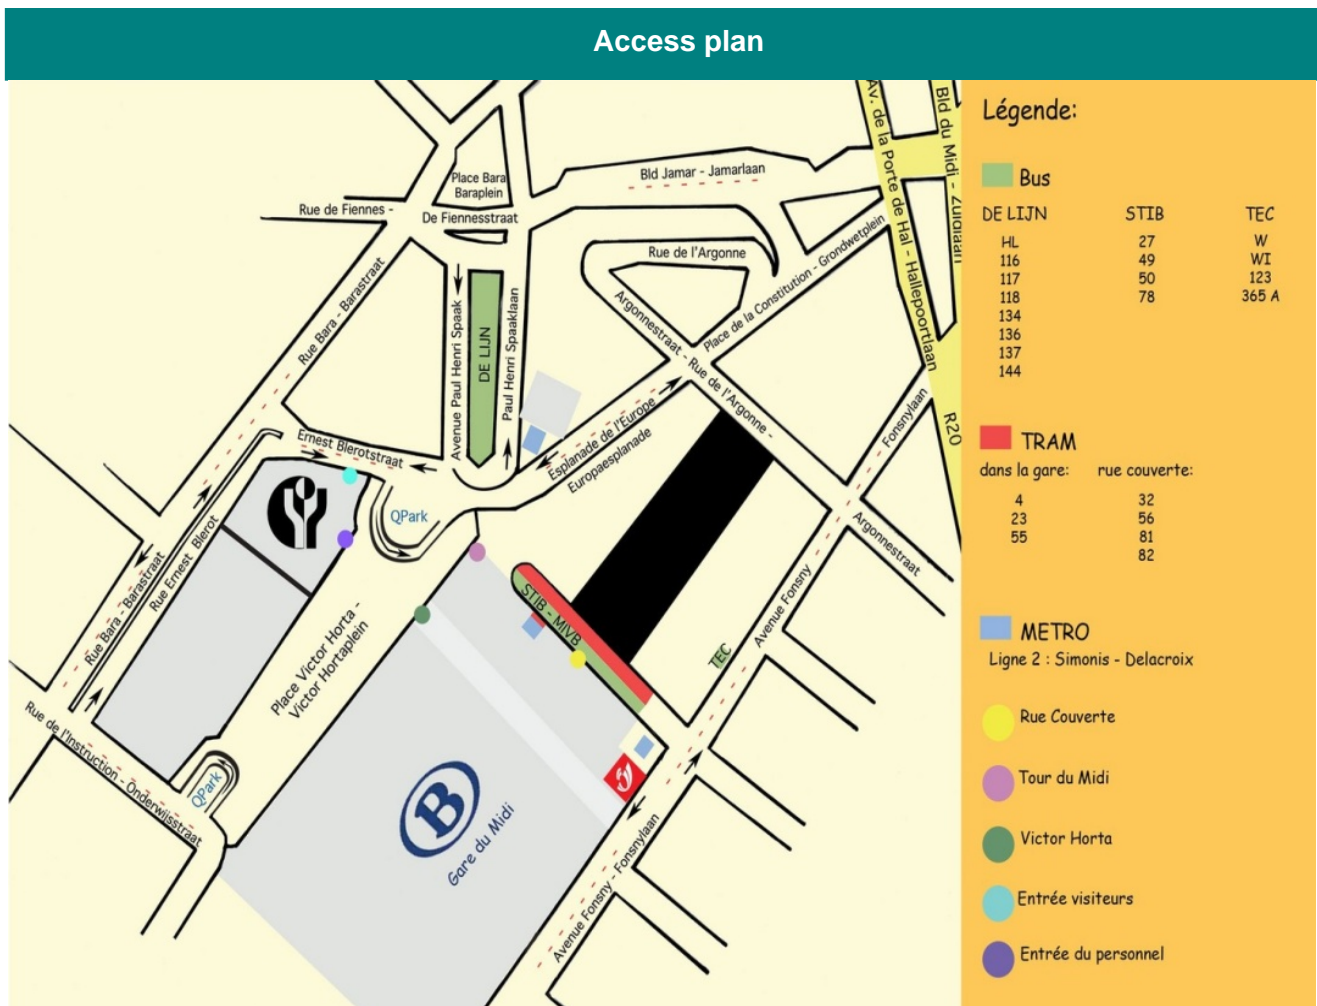 Access plan
Place Bara
Baraplein
Rue de Fiennes -
De Fiennesstraat
Bld Jamar - Jamarlaan
Av. de la Porte de Hal - Hallepoortlaan
Bld du Midi - Zuidlaan
R20
Rue de l'Argonne
Argonnestraat - Rue de l'Argonne -
Argonnestraat
Place de la Constitution - Grondwetplein
Rue Bara - Barastraat
Avenue Paul Henri Spaak
DE LIJN
Paul Henri Spaaklaan
Esplanade de l'Europe
Europaesplanade
Ernest Blerotstraat
QPark
Rue Ernest Blerot
Rue Bara - Barastraat
Place Victor Horta -
Victor Hortaplein
STIB - MIVB
TEC
Avenue Fonsny
Fonsnylaan
Rue de l'Instruction - Onderwijsstraat
QPark
B
Gare du Midi
Avenue Fonsny - Fonsnylaan
Légende:
Bus
DE LIJN STIB TEC
HL 27 W
116 49 WI
117 50 123
118 78 365 A
134
136
137
144
TRAM
dans la gare: rue couverte:
4 32
23 56
55 81
82
METRO
Ligne 2 : Simonis - Delacroix
Rue Couverte
Tour du Midi
Victor Horta
Entrée visiteurs
Entrée du personnel